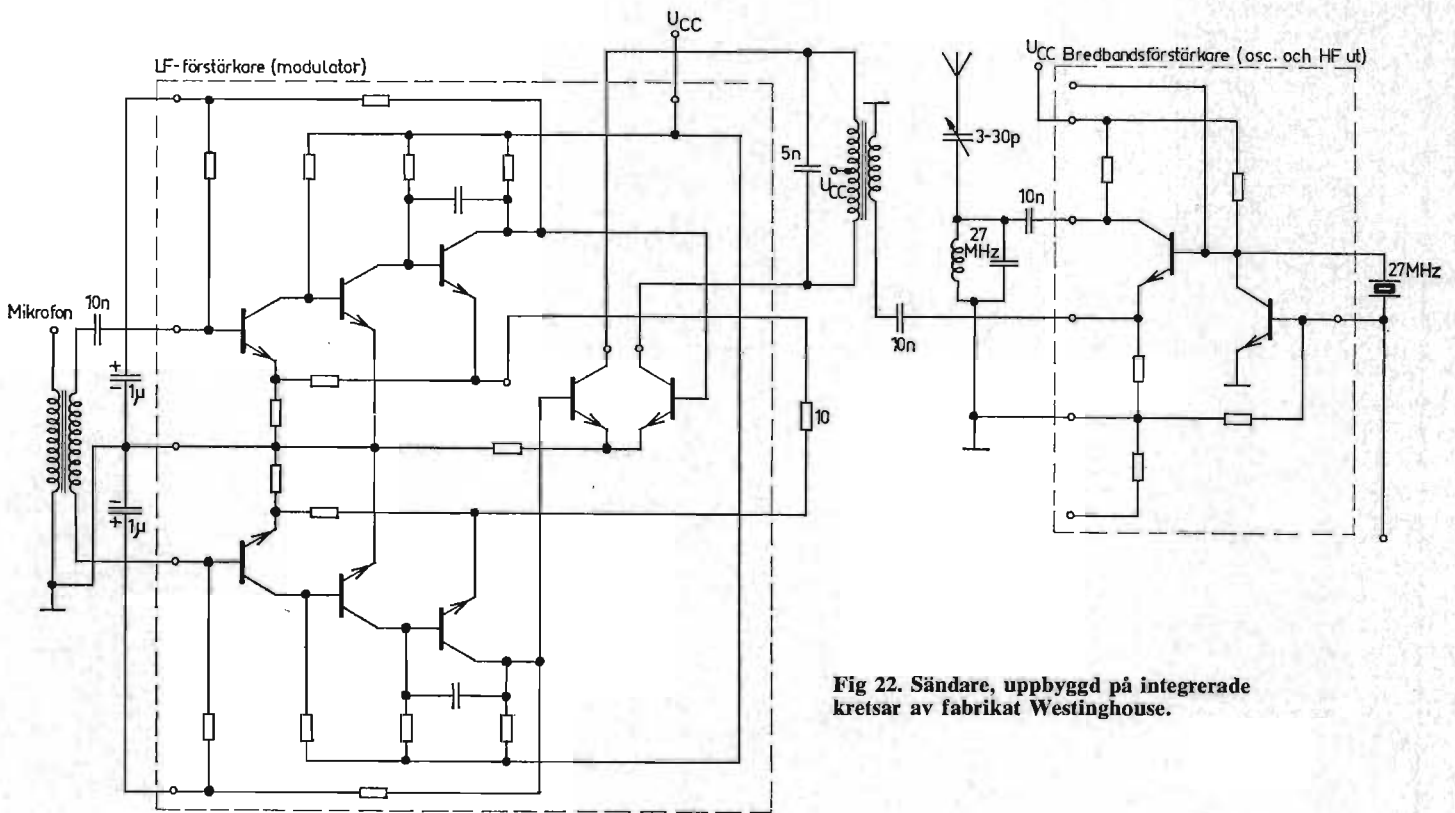 U_CC
LF-förstärkare (modulator)
Mikrofon
10n
+
-
1µ
-
+
1µ
5n
U_CC
10
3-30p
10n
27
MHz
10n
U_CC Bredbandsförstärkare (osc. och HF ut)
27MHz
Fig 22. Sändare, uppbyggd på integrerade
kretsar av fabrikat Westinghouse.